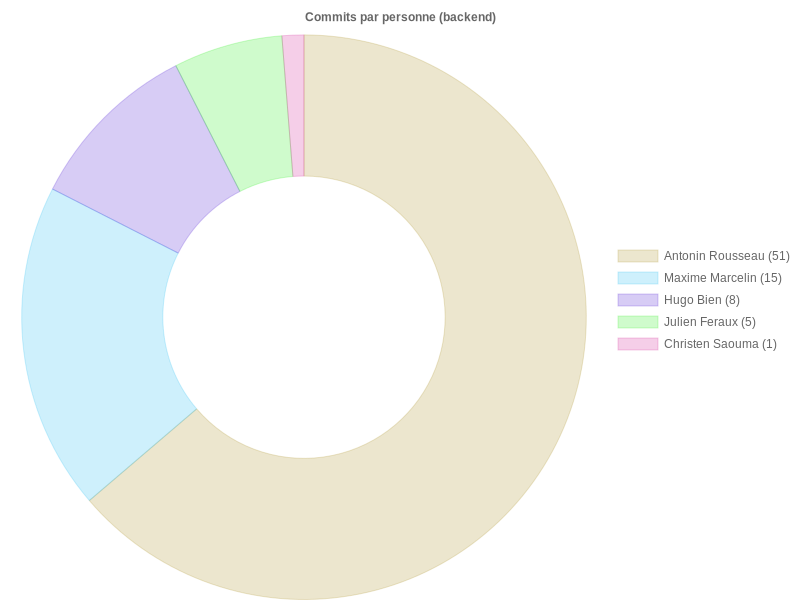 Commits par personne (backend)
Antonin Rousseau (51)
Maxime Marcelin (15)
Hugo Bien (8)
Julien Feraux (5)
Christen Saouma (1)